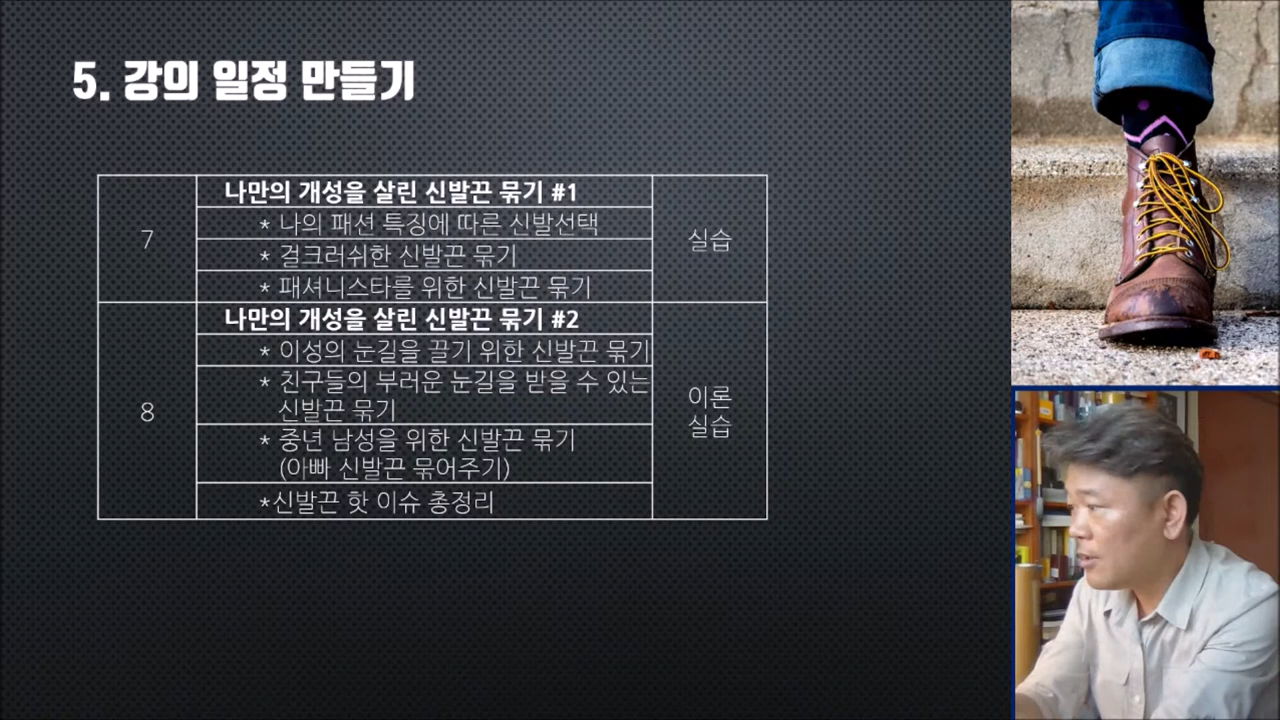 5. 강의 일정 만들기
7
나만의 개성을 살린 신발끈 묶기 #1
* 나의 패션 특징에 따른 신발선택
* 걸크러쉬한 신발끈 묶기
* 패셔니스타를 위한 신발끈 묶기
실습
8
나만의 개성을 살린 신발끈 묶기 #2
* 이성의 눈길을 끌기 위한 신발끈 묶기
* 친구들의 부러운 눈길을 받을 수 있는
신발끈 묶기
* 중년 남성을 위한 신발끈 묶기
(아빠 신발끈 묶어주기)
*신발끈 핫 이슈 총정리
이론
실습